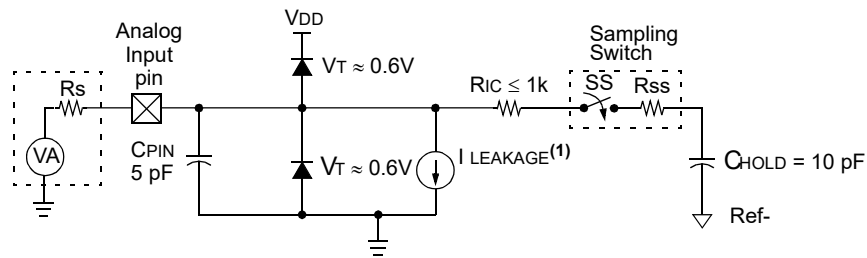 VDD
Analog
Input
pin
Sampling
Switch
VT ≈ 0.6V
RIC ≤ 1k
SS
Rss
Rs
VA
CPIN
5 pF
VT ≈ 0.6V
I LEAKAGE(1)
CHOLD = 10 pF
Ref-